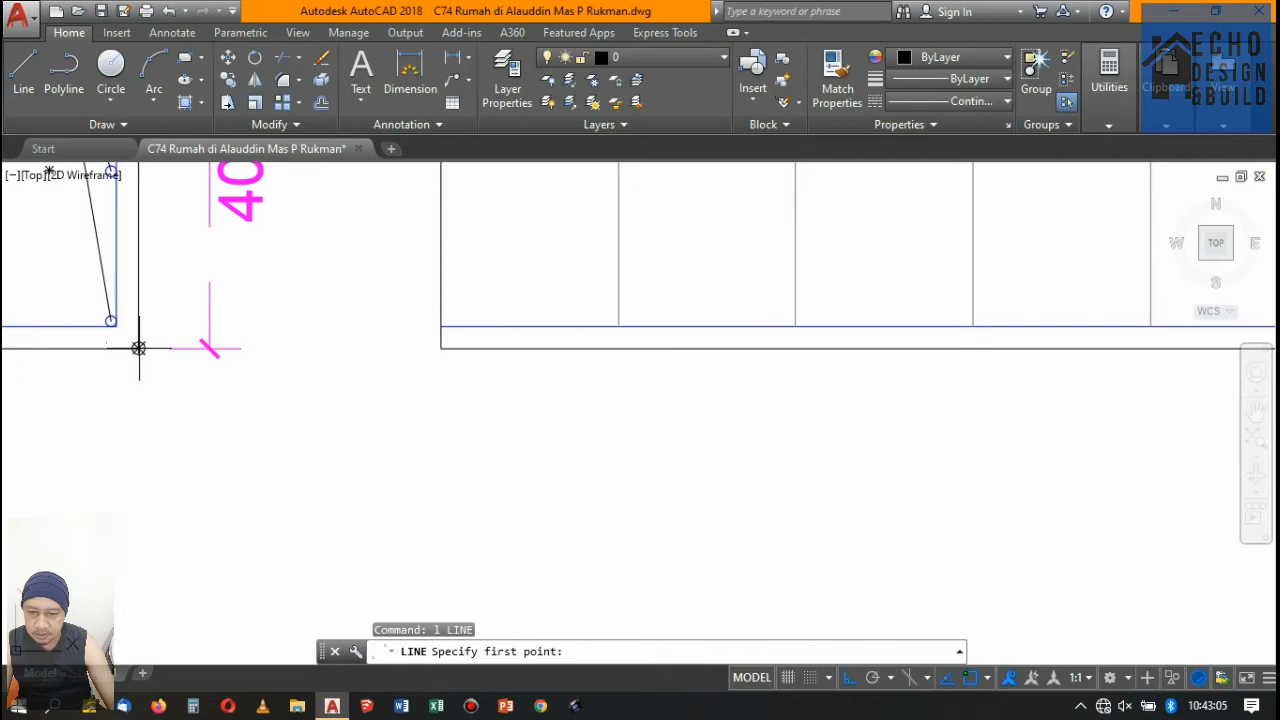 Autodesk AutoCAD 2018 C74 Rumah di Alauddin Mas P Rukman.dwg
Type a keyword or phrase
Sign In
Home Insert Annotate Parametric View Manage Output Add-ins A360 Featured Apps Express Tools
ECHO
DESIGN
&BUILD
Line Polyline Circle Arc
Text Dimension
Layer
Properties
0
Insert
Match
Properties
ByLayer
ByLayer
Contin...
Group
Utilities
Clipboard
View
Draw Modify Annotation Layers Block Properties Groups
Start C74 Rumah di Alauddin Mas P Rukman*
[−][Top][2D Wireframe]
40
N
W TOP E
S
WCS
Command: l LINE
LINE Specify first point:
Model
MODEL 1:1
10:43:05